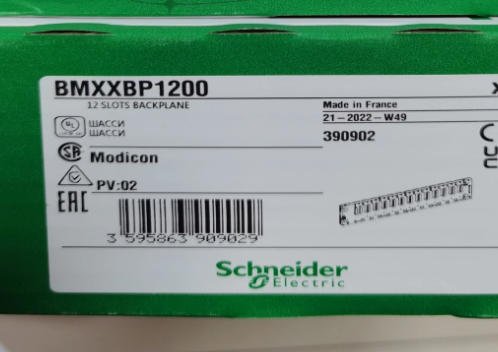 BMXXBP1200
12 SLOTS BACKPLANE
Made in France
21-2022-W49
390902
ШАССИ
ШАССИ
Modicon
PV:02
EAC
3 595863 909029
Schneider
Electric